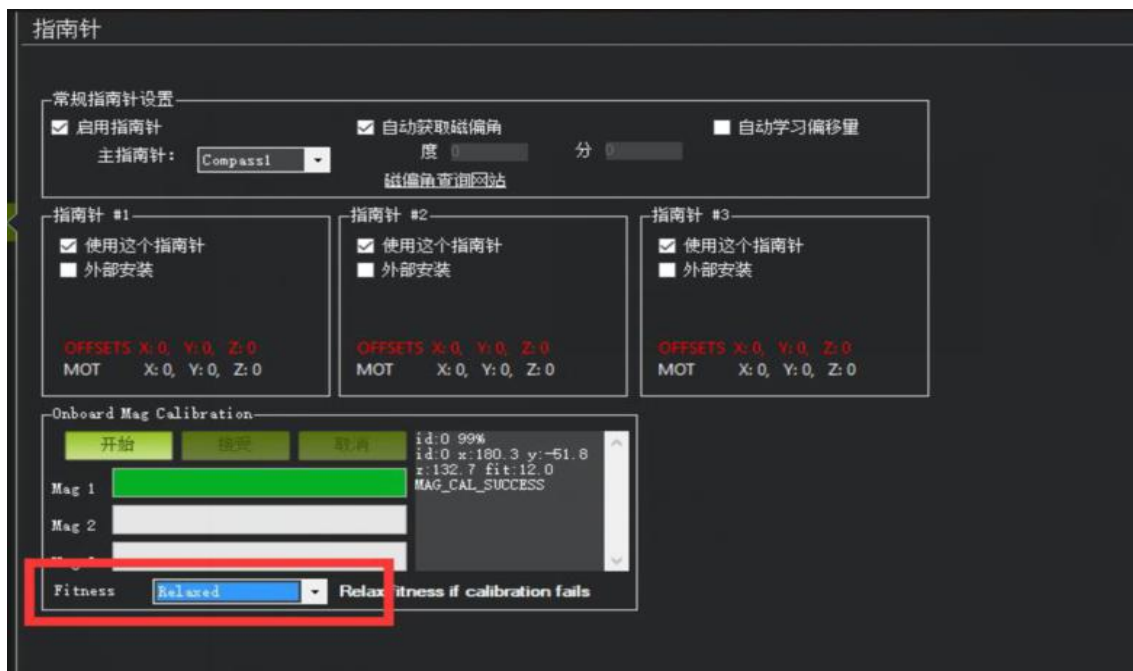 指南针
常规指南针设置
启用指南针 自动获取磁偏角 自动学习偏移量
主指南针： Compass1 度 0 分 0
磁偏角查询网站
指南针 #1 指南针 #2 指南针 #3
使用这个指南针 使用这个指南针 使用这个指南针
外部安装 外部安装 外部安装
OFFSETS X: 0, Y: 0, Z: 0 OFFSETS X: 0, Y: 0, Z: 0 OFFSETS X: 0, Y: 0, Z: 0
MOT X: 0, Y: 0, Z: 0 MOT X: 0, Y: 0, Z: 0 MOT X: 0, Y: 0, Z: 0
Onboard Mag Calibration
开始 接受 取消
id:0 99%
id:0 x:180.3 y:-51.8
z:132.7 fit:12.0
MAG_CAL_SUCCESS
Mag 1
Mag 2
Fitness Relaxed Relax fitness if calibration fails